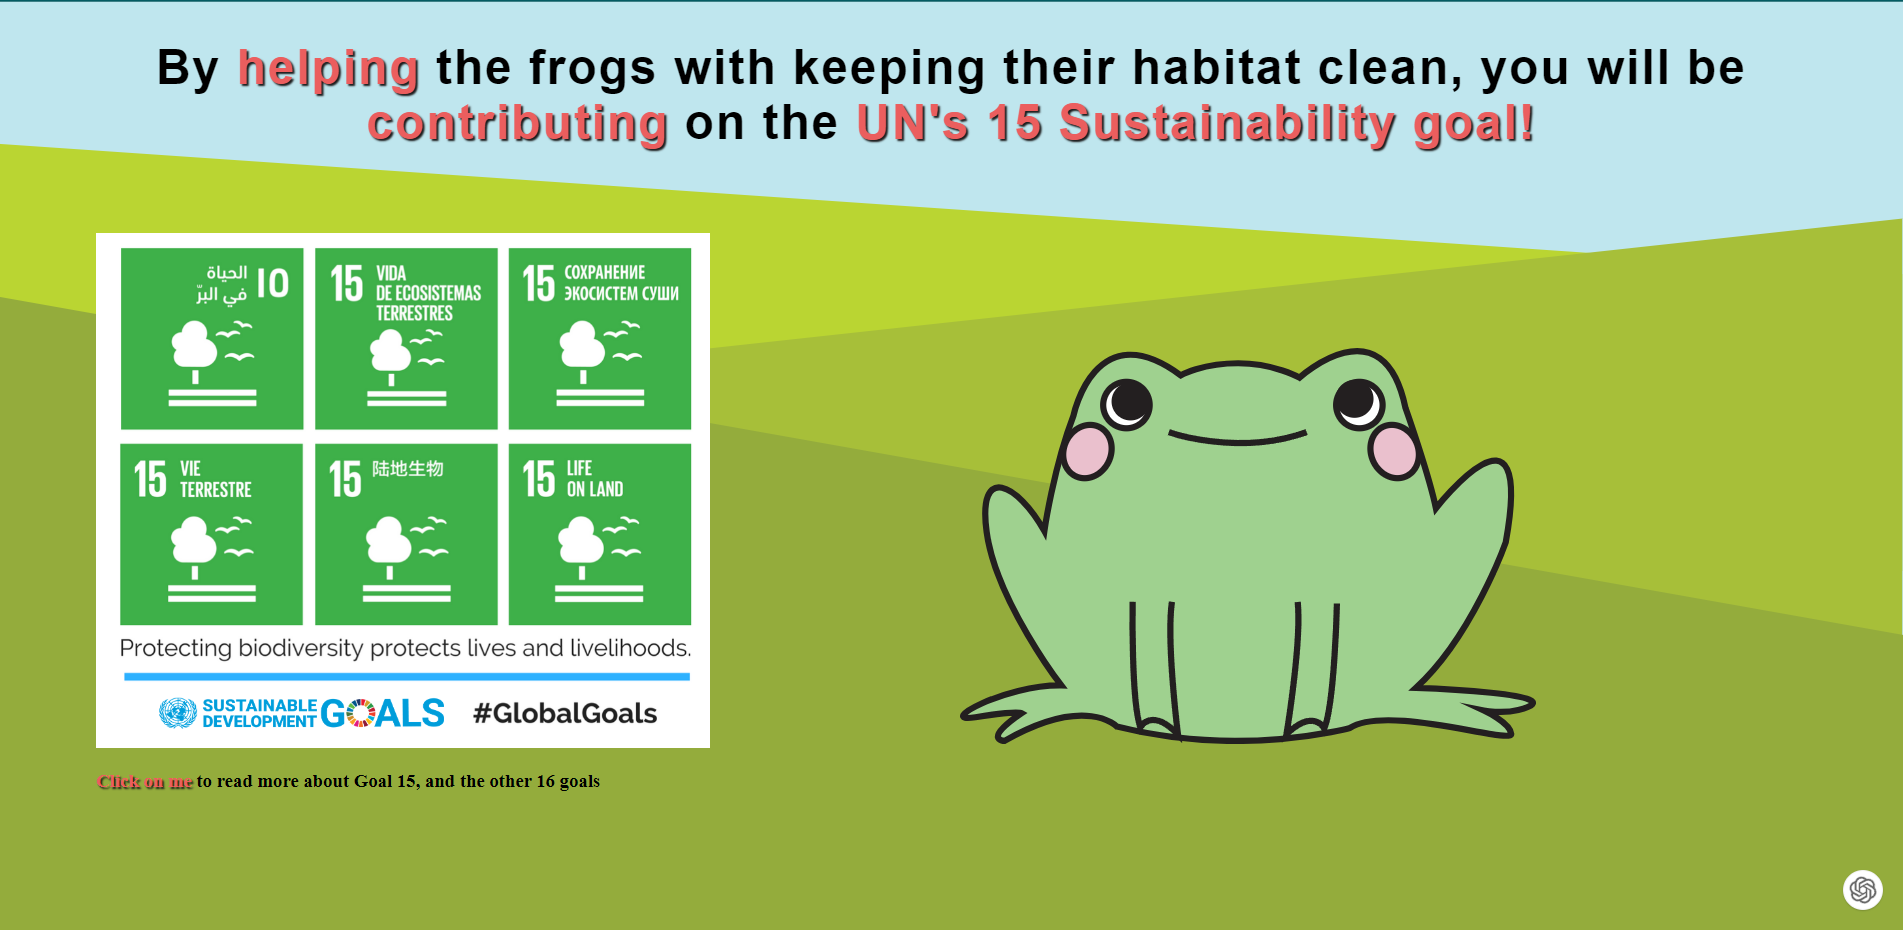 By helping the frogs with keeping their habitat clean, you will be
contributing on the UN's 15 Sustainability goal!
١٥ الحياة
في البرّ
15 VIDA
DE ECOSISTEMAS
TERRESTRES
15 СОХРАНЕНИЕ
ЭКОСИСТЕМ СУШИ
15 VIE
TERRESTRE
15 陆地生物
15 LIFE
ON LAND
Protecting biodiversity protects lives and livelihoods.
SUSTAINABLE
DEVELOPMENT GOALS
#GlobalGoals
Click on me to read more about Goal 15, and the other 16 goals